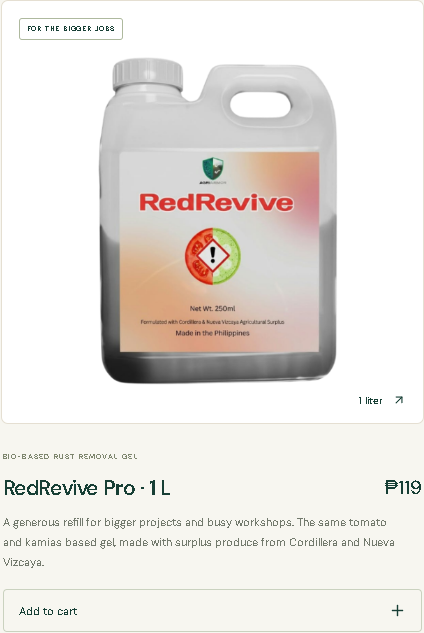 FOR THE BIGGER JOBS
RedRevive
Net Wt. 250ml
Formulated with Cordillera & Nueva Vizcaya Agricultural Surplus
Made in the Philippines
1 liter
BIO-BASED RUST REMOVAL GEL
RedRevive Pro · 1 L
₱119
A generous refill for bigger projects and busy workshops. The same tomato
and kamias based gel, made with surplus produce from Cordillera and Nueva
Vizcaya.
Add to cart